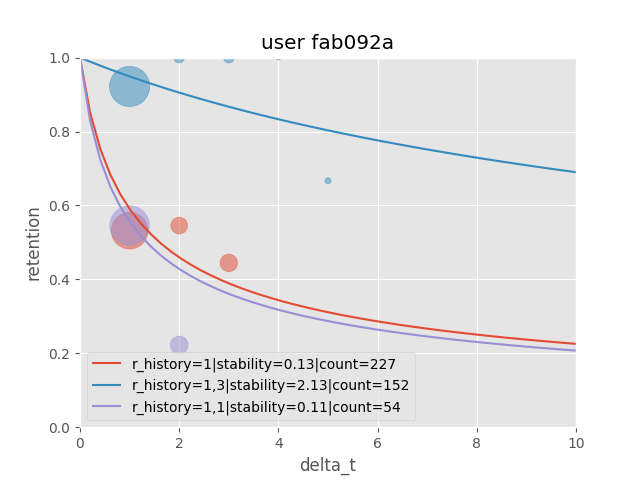 user fab092a
1.0
0.8
0.6
0.4
0.2
0.0
retention
r_history=1|stability=0.13|count=227
r_history=1,3|stability=2.13|count=152
r_history=1,1|stability=0.11|count=54
0 2 4 6 8 10
delta_t